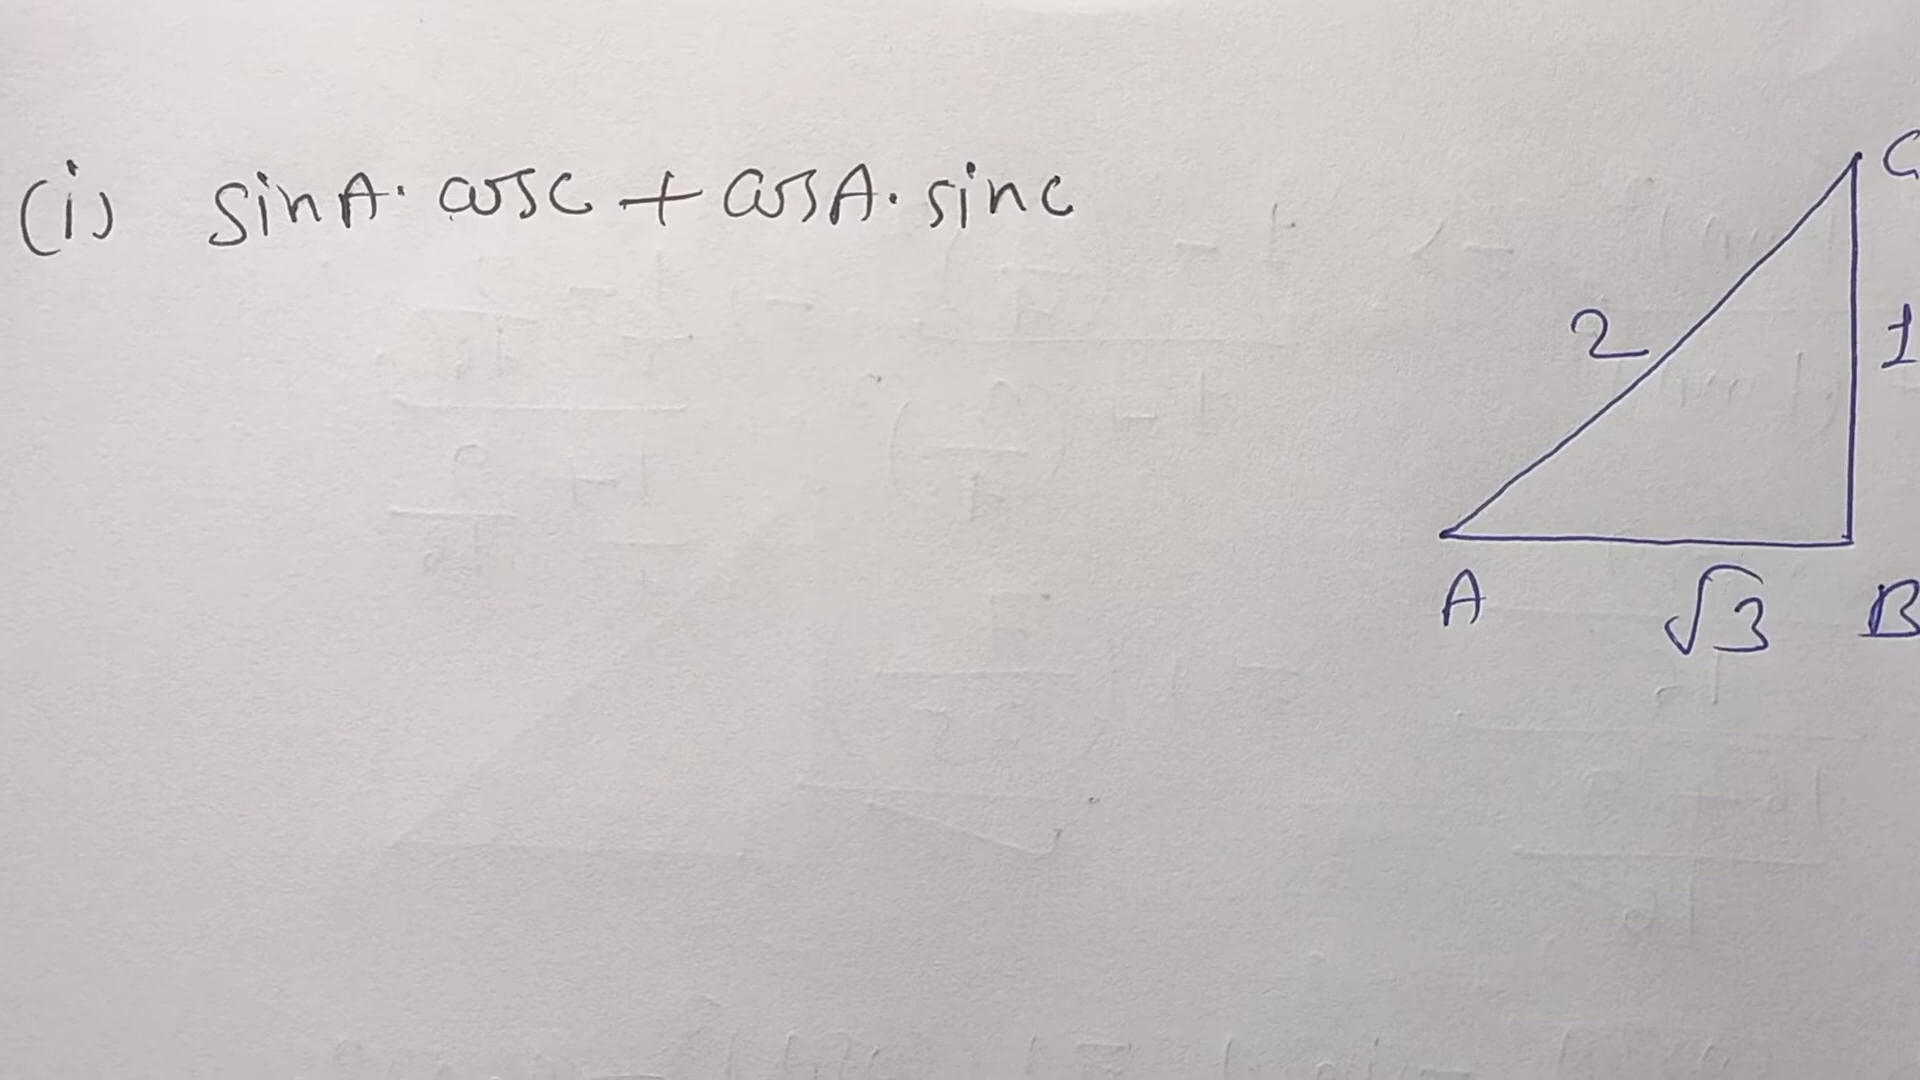 (i) sinA. cosc + cosA. sinc
C
2
1
A √3 B